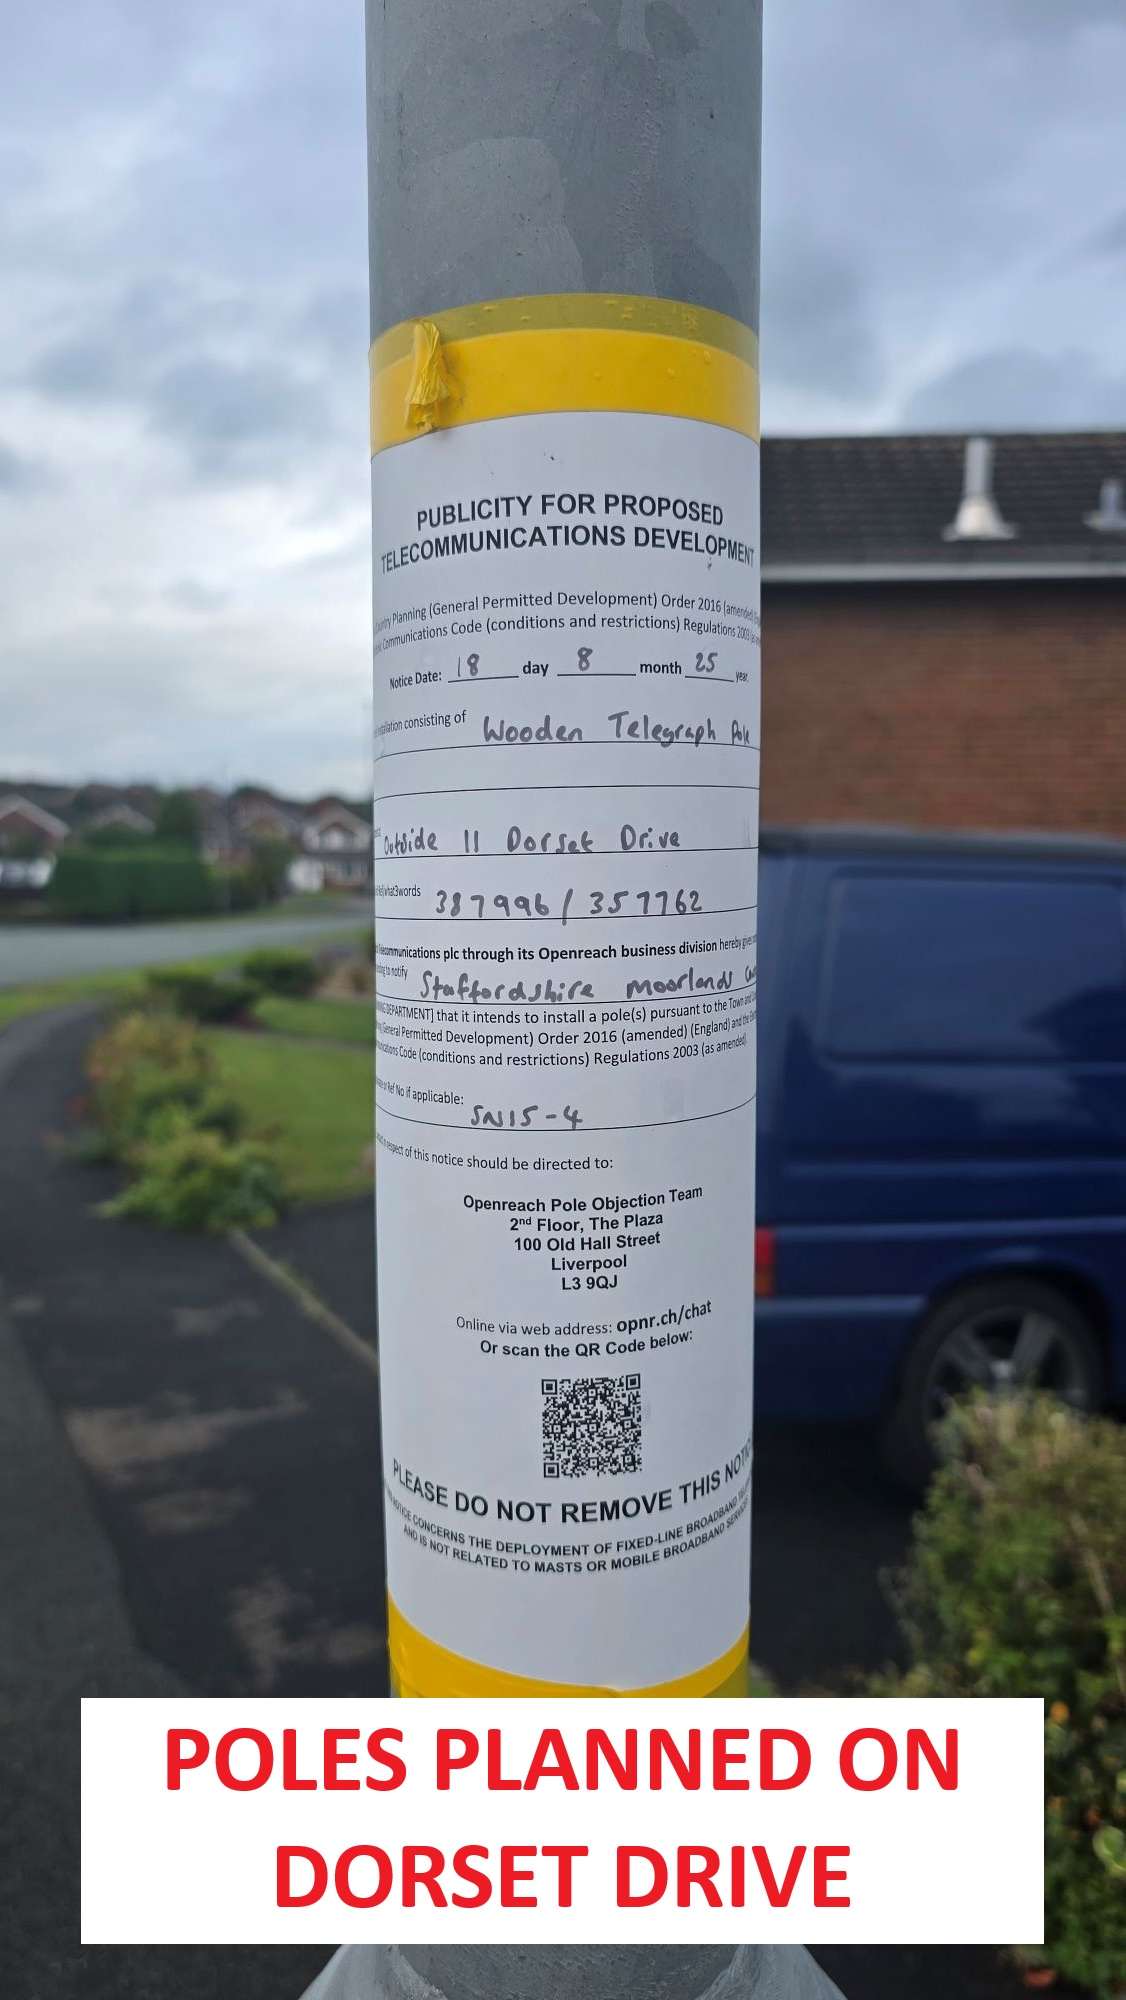 PUBLICITY FOR PROPOSED
TELECOMMUNICATIONS DEVELOPMENT
Planning (General Permitted Development) Order 2016 (amended)
Communications Code (conditions and restrictions) Regulations 2003
Notice Date: 18 day 8 month 25 year.
installation consisting of Wooden Telegraph Pole
Outside 11 Dorset Drive
what3words 387996 / 357762
plc through its Openreach business division hereby
to notify Staffordshire Moorlands
DEPARTMENT] that it intends to install a pole(s) pursuant to the Town and
General Permitted Development) Order 2016 (amended) (England) and the
Code (conditions and restrictions) Regulations 2003 (as amended)
Ref No if applicable: SN15-4
respect of this notice should be directed to:
Openreach Pole Objection Team
2nd Floor, The Plaza
100 Old Hall Street
Liverpool
L3 9QJ
Online via web address: opnr.ch/chat
Or scan the QR Code below:
PLEASE DO NOT REMOVE THIS NOTICE
NOTICE CONCERNS THE DEPLOYMENT OF FIXED-LINE BROADBAND
AND IS NOT RELATED TO MASTS OR MOBILE BROADBAND
POLES PLANNED ON
DORSET DRIVE